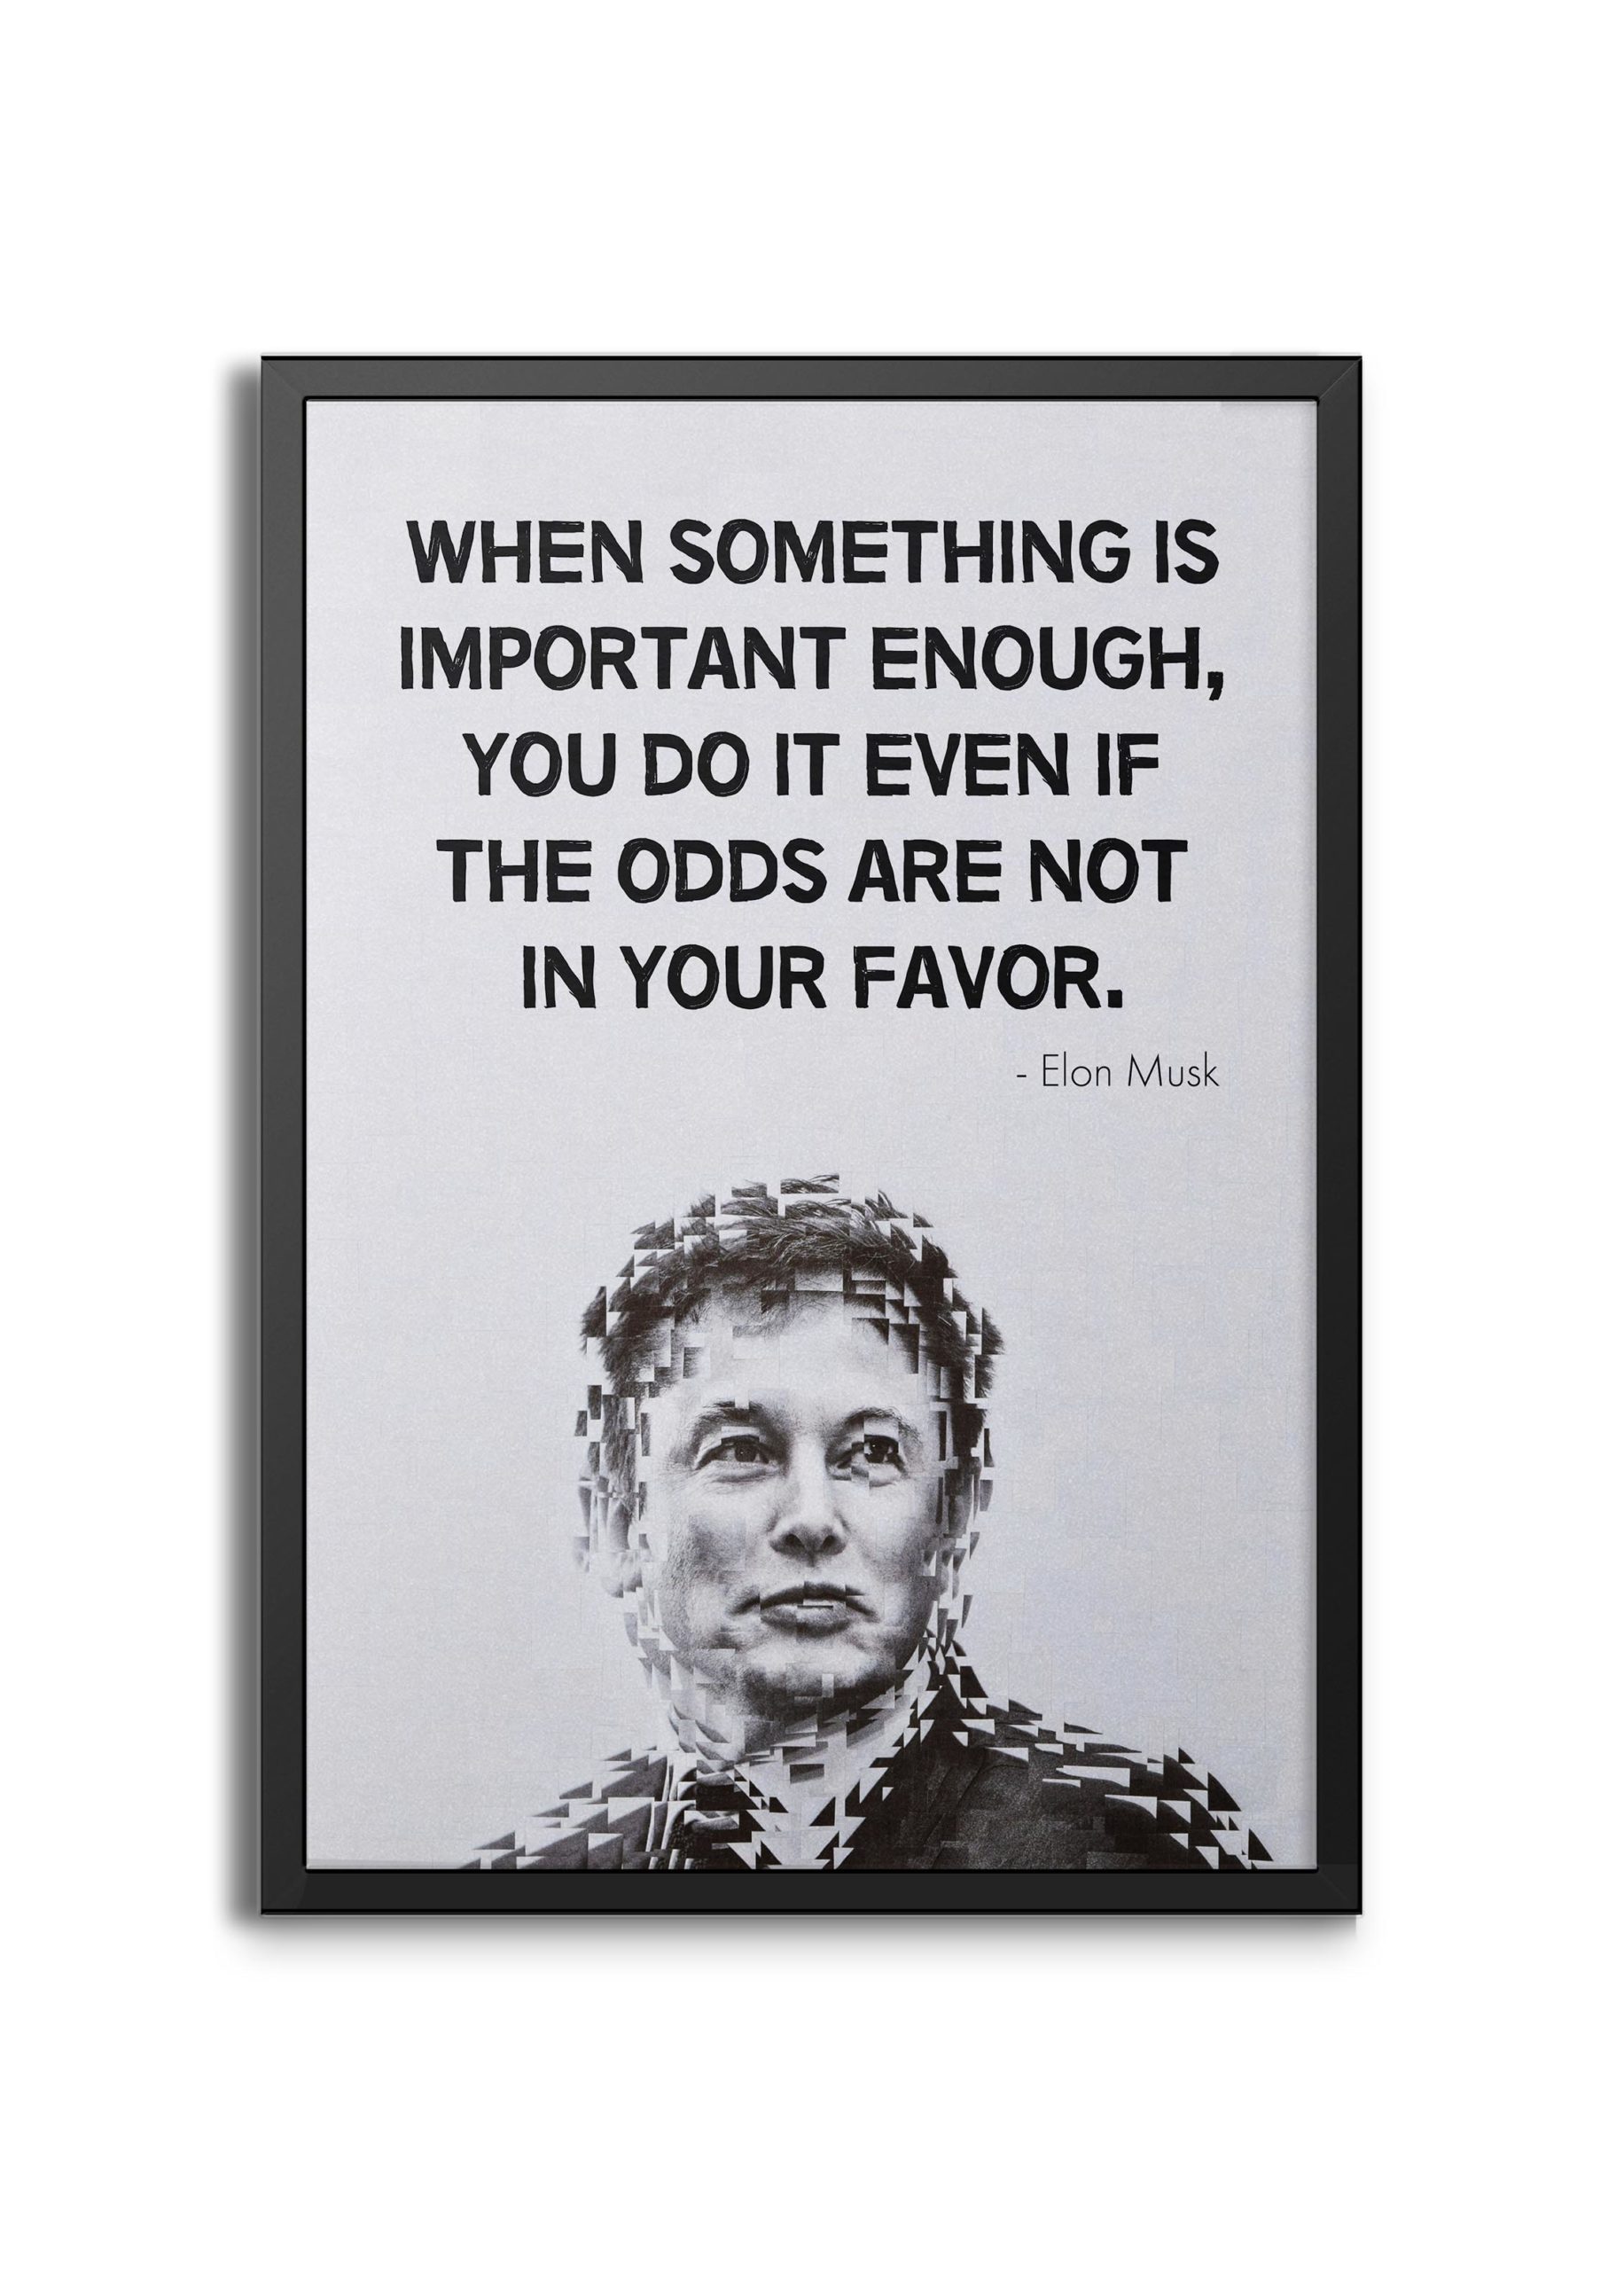 WHEN SOMETHING IS
IMPORTANT ENOUGH,
YOU DO IT EVEN IF
THE ODDS ARE NOT
IN YOUR FAVOR.
- Elon Musk